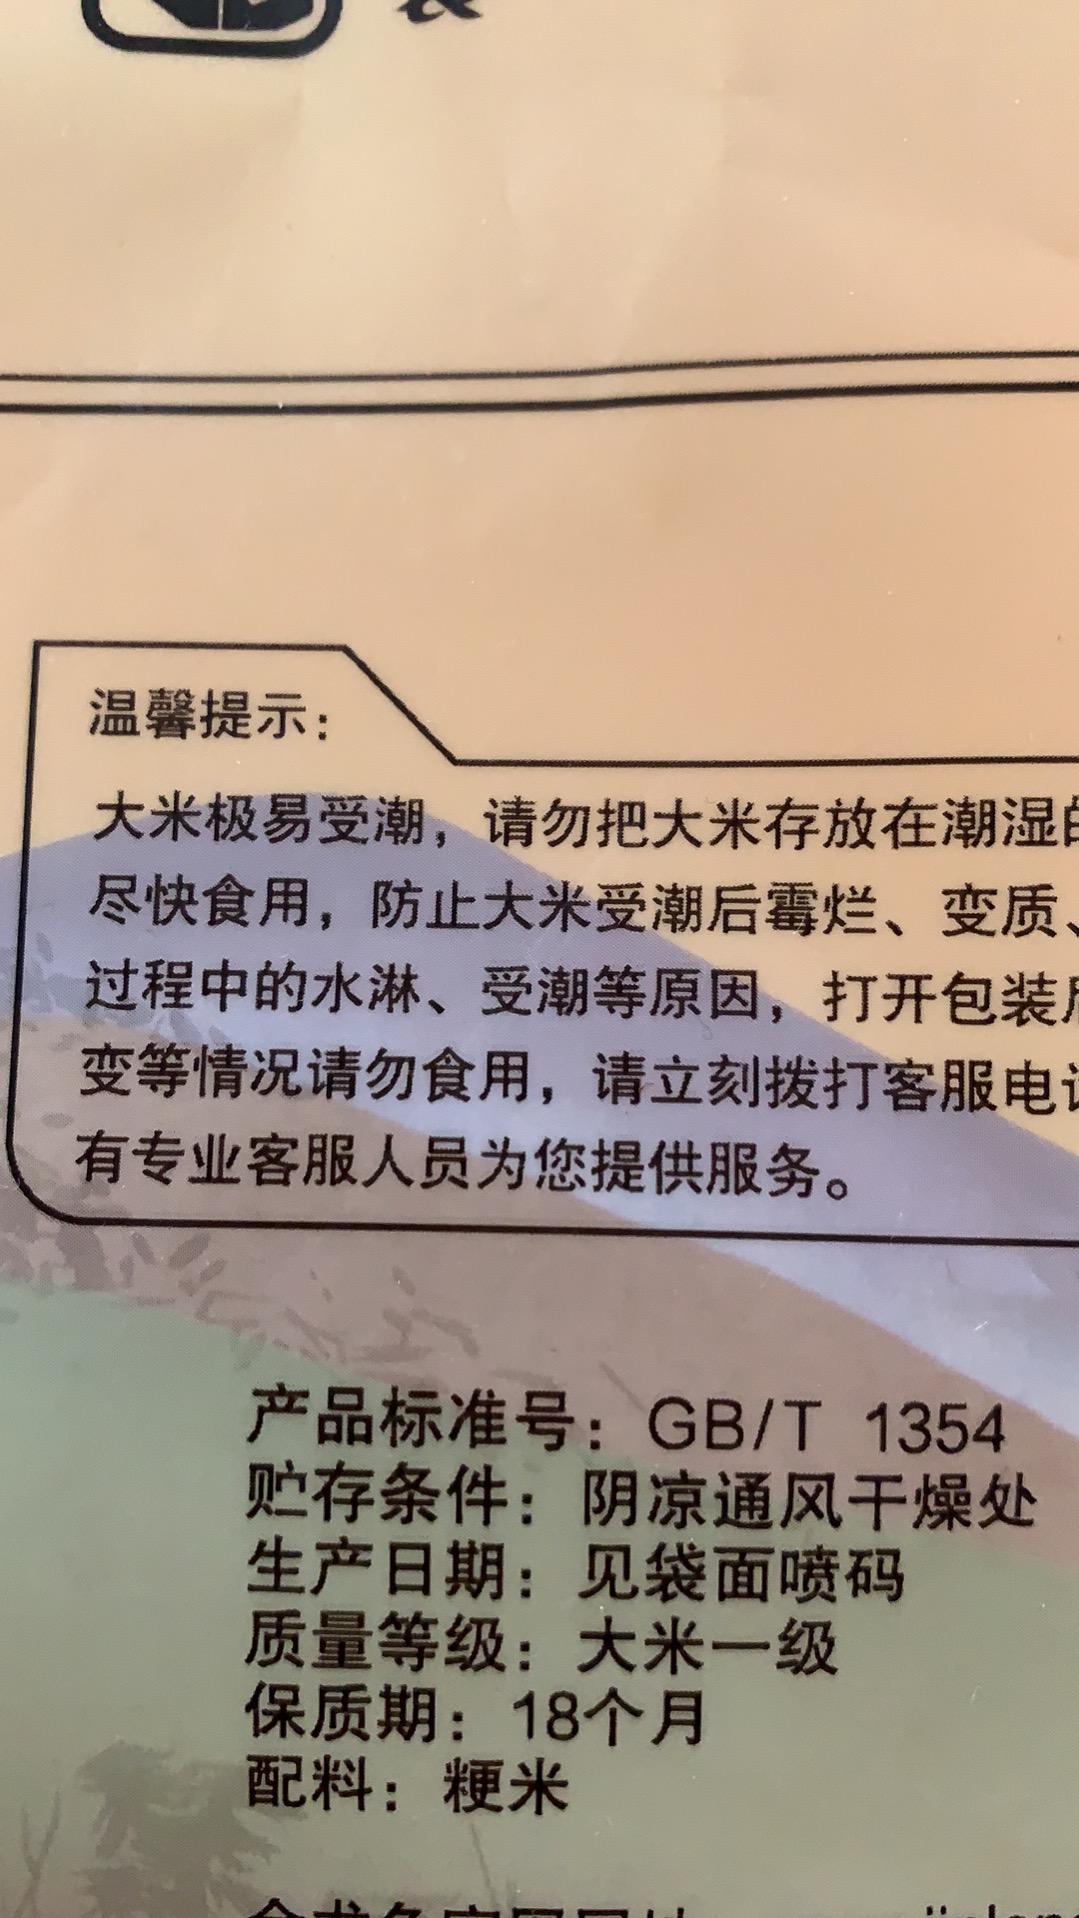 温馨提示：
大米极易受潮，请勿把大米存放在潮湿的
尽快食用，防止大米受潮后霉烂、变质、
过程中的水淋、受潮等原因，打开包装后
变等情况请勿食用，请立刻拨打客服电话
有专业客服人员为您提供服务。
产品标准号：GB/T 1354
贮存条件：阴凉通风干燥处
生产日期：见袋面喷码
质量等级：大米一级
保质期：18个月
配料：粳米